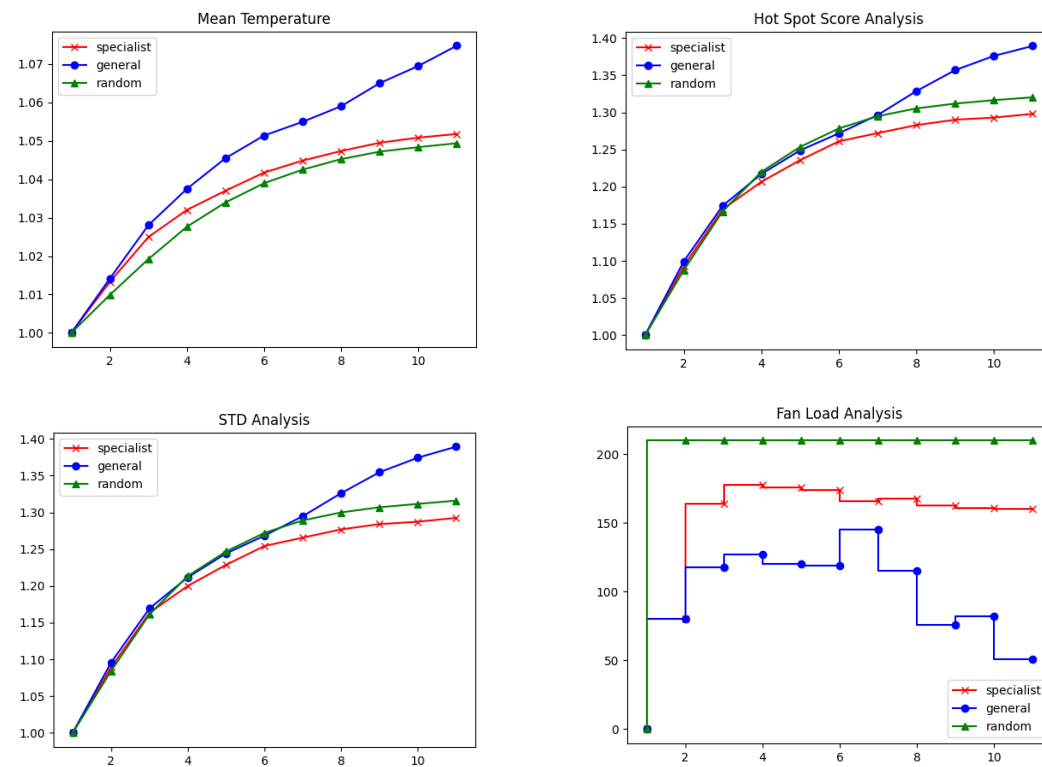 Mean Temperature
specialist
general
random
1.07
1.06
1.05
1.04
1.03
1.02
1.01
1.00
2 4 6 8 10
Hot Spot Score Analysis
specialist
general
random
1.40
1.35
1.30
1.25
1.20
1.15
1.10
1.05
1.00
2 4 6 8 10
STD Analysis
specialist
general
random
1.40
1.35
1.30
1.25
1.20
1.15
1.10
1.05
1.00
2 4 6 8 10
Fan Load Analysis
200
150
100
50
0
specialist
general
random
2 4 6 8 10